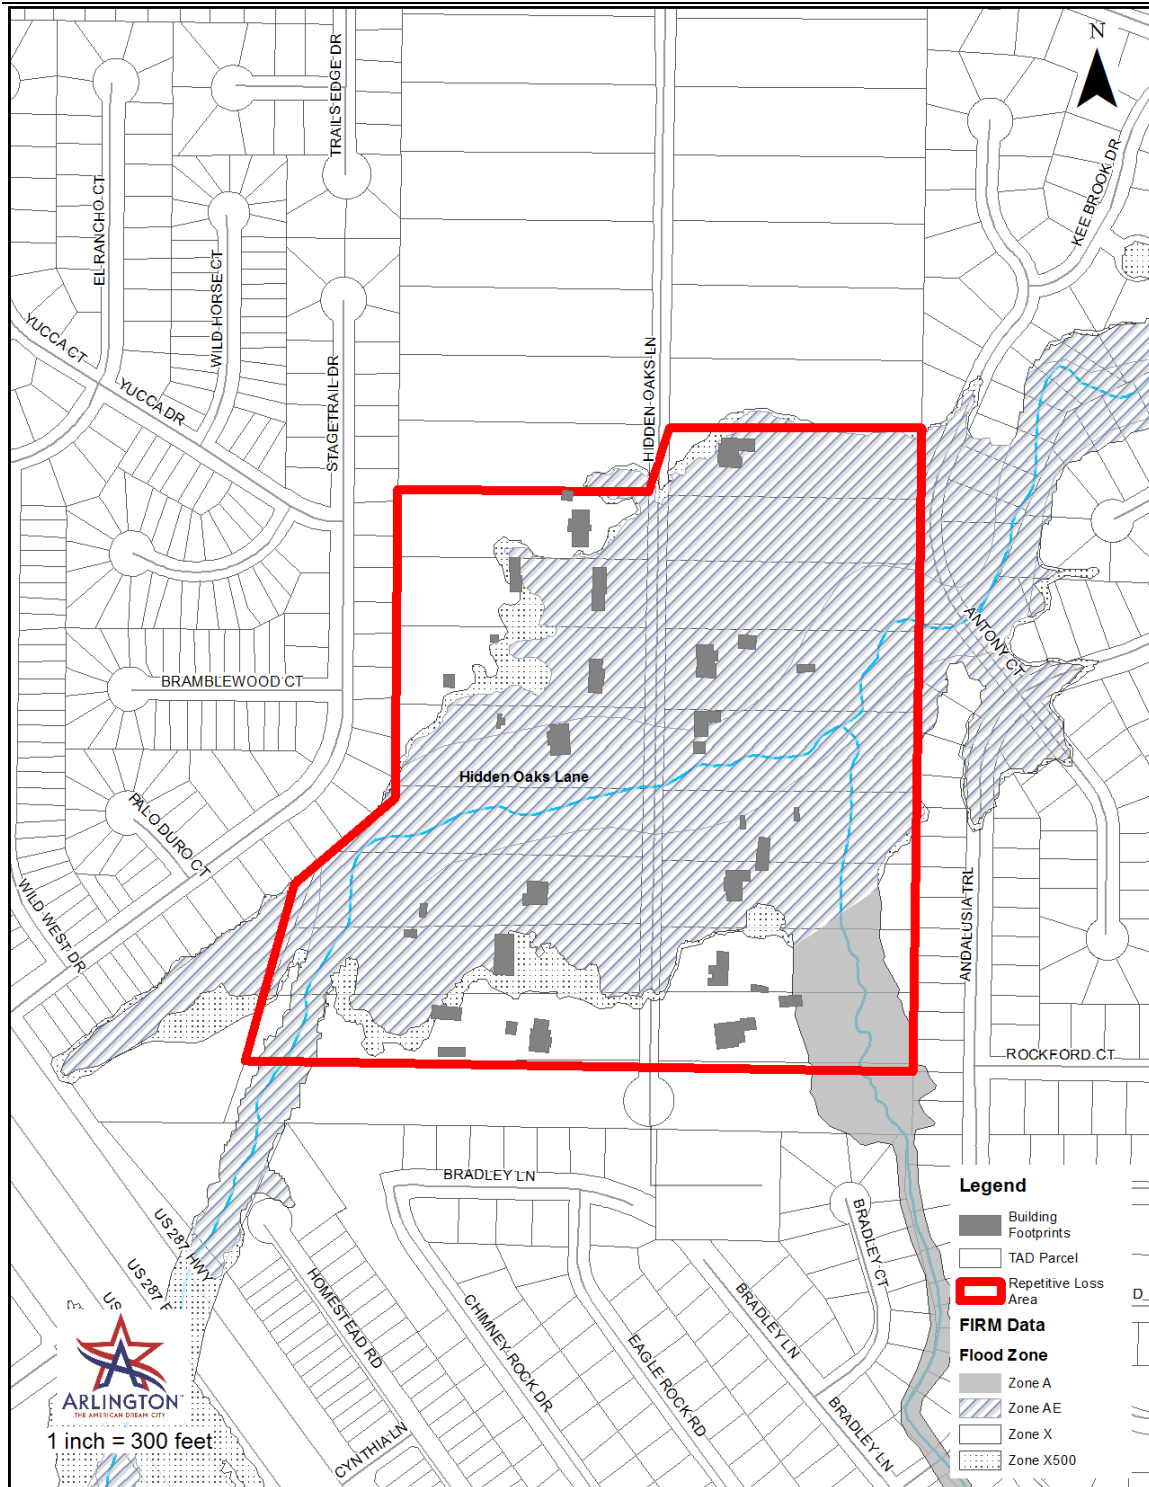 N
TRAILS EDGE DR
KEE BROOK DR
EL RANCHO CT
WILD HORSE CT
YUCCA CT
YUCCA DR
STAGETRAIL DR
HIDDEN OAKS LN
ANTONY CT
BRAMBLEWOOD CT
Hidden Oaks Lane
PALO DURO CT
WILD WEST DR
ANDALUSIA TRL
ROCKFORD CT
BRADLEY LN
BRADLEY CT
US 287 HWY
US 287 F
US
HOMESTEAD RD
CHIMNEY ROCK DR
EAGLE ROCK RD
BRADLEY LN
BRADLEY LN
CYNTHIA LN
D
ARLINGTON
THE AMERICAN DREAM CITY
1 inch = 300 feet
Legend
Building
Footprints
TAD Parcel
Repetitive Loss
Area
FIRM Data
Flood Zone
Zone A
Zone AE
Zone X
Zone X500